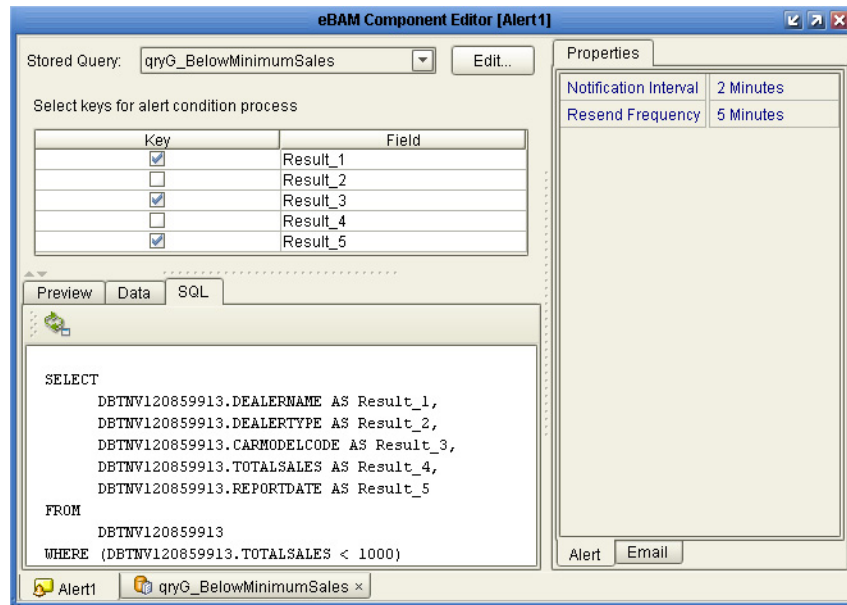 eBAM Component Editor [Alert1]
Stored Query:
qryG_BelowMinimumSales
Edit...
Select keys for alert condition process
Key Field
Result_1
Result_2
Result_3
Result_4
Result_5
Preview Data SQL
SELECT
DBTNV120859913.DEALERNAME AS Result_1,
DBTNV120859913.DEALERTYPE AS Result_2,
DBTNV120859913.CARMODELCODE AS Result_3,
DBTNV120859913.TOTALSALES AS Result_4,
DBTNV120859913.REPORTDATE AS Result_5
FROM
DBTNV120859913
WHERE (DBTNV120859913.TOTALSALES < 1000)
Properties
Notification Interval 2 Minutes
Resend Frequency 5 Minutes
Alert Email
Alert1 qryG_BelowMinimumSales ×